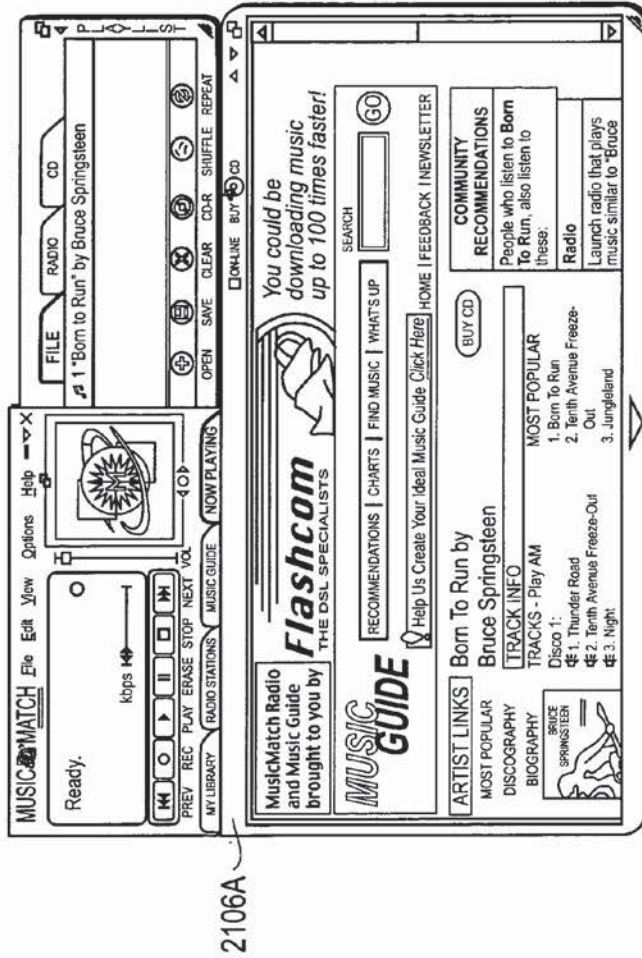 MUSICMATCH File Edit View Options Help
Ready.
kbps
PREV REC PLAY ERASE STOP NEXT VOL
MY LIBRARY RADIO STATIONS MUSIC GUIDE NOW PLAYING
FILE RADIO CD
1 "Born to Run" by Bruce Springsteen
OPEN SAVE CLEAR CD-R SHUFFLE REPEAT
PLAYLIST
2106A
ON-LINE BUY CD
MusicMatch Radio
and Music Guide
brought to you by
Flashcom
THE DSL SPECIALISTS
You could be
downloading music
up to 100 times faster!
MUSIC
GUIDE
SEARCH
GO
RECOMMENDATIONS | CHARTS | FIND MUSIC | WHAT'S UP
Help Us Create Your Ideal Music Guide Click Here
HOME | FEEDBACK | NEWSLETTER
ARTIST LINKS
MOST POPULAR
DISCOGRAPHY
BIOGRAPHY
BRUCE
SPRINGSTEEN
Born To Run by
Bruce Springsteen
BUY CD
TRACK INFO
TRACKS - Play AM
Disco 1:
1. Thunder Road
2. Tenth Avenue Freeze-Out
3. Night
MOST POPULAR
1. Born To Run
2. Tenth Avenue Freeze-
Out
3. Jungleland
COMMUNITY
RECOMMENDATIONS
People who listen to Born
To Run, also listen to
these:
Radio
Launch radio that plays
music similar to "Bruce